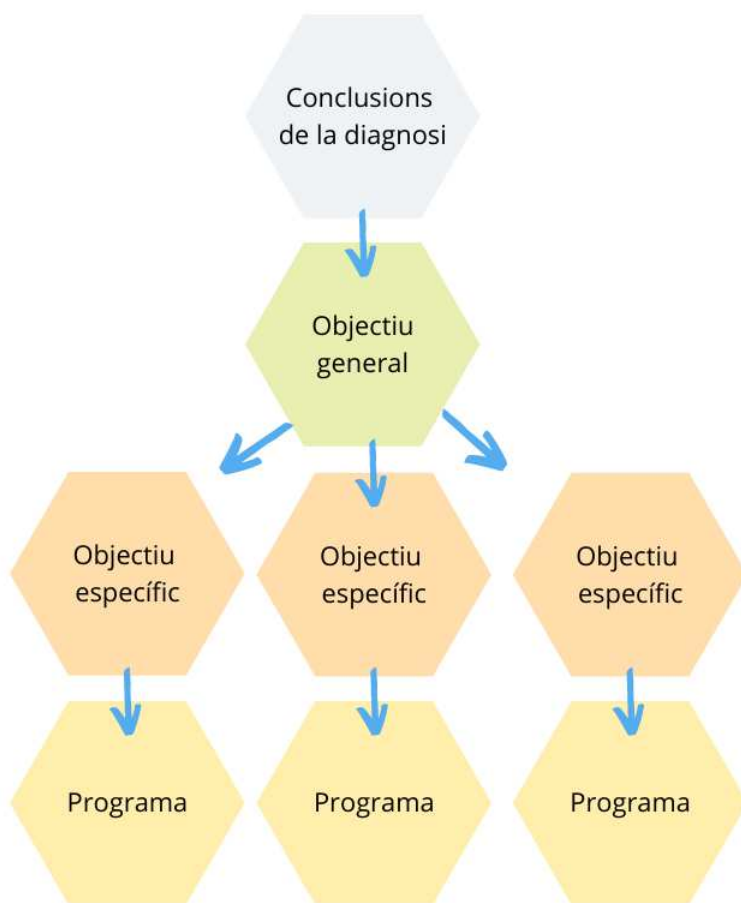 Conclusions
de la diagnosi
Objectiu
general
Objectiu
específic
Objectiu
específic
Objectiu
específic
Programa
Programa
Programa